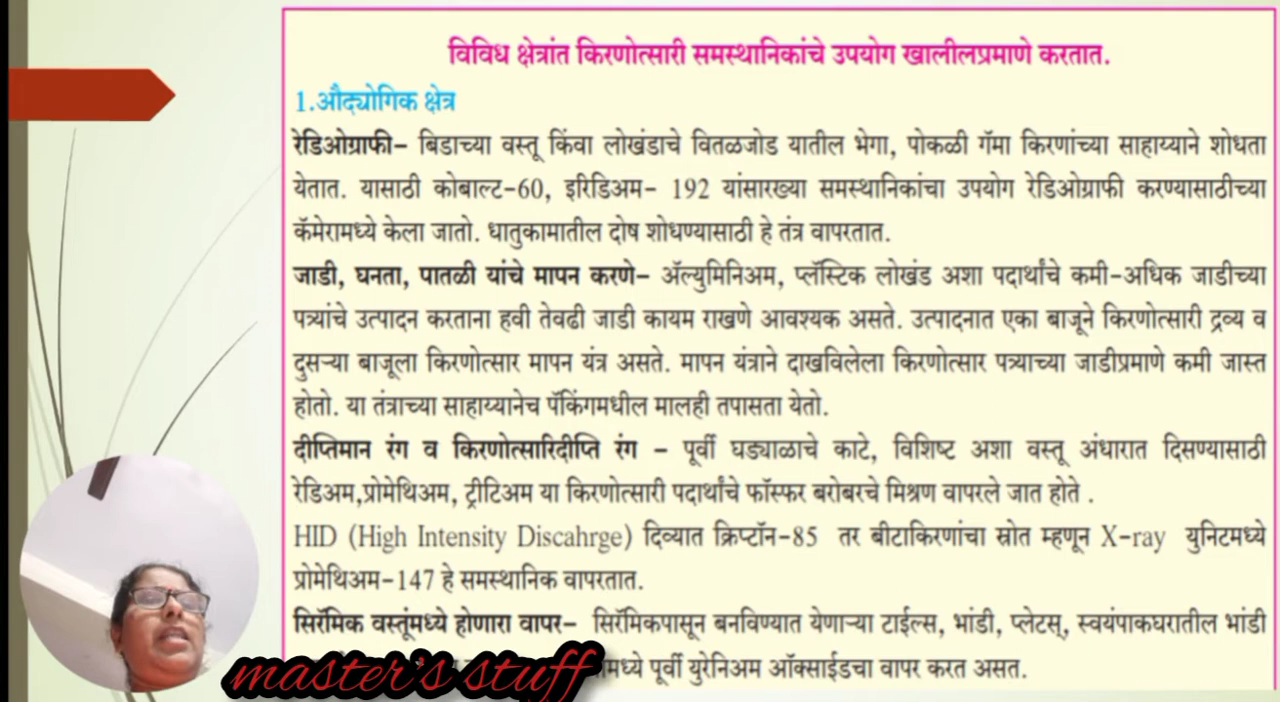 विविध क्षेत्रांत किरणोत्सारी समस्थानिकांचे उपयोग खालीलप्रमाणे करतात.
1.औद्योगिक क्षेत्र
रेडिओग्राफी– बिडाच्या वस्तू किंवा लोखंडाचे वितळजोड यातील भेगा, पोकळी गॅमा किरणांच्या साहाय्याने शोधता
येतात. यासाठी कोबाल्ट-60, इरिडिअम- 192 यांसारख्या समस्थानिकांचा उपयोग रेडिओग्राफी करण्यासाठीच्या
कॅमेरामध्ये केला जातो. धातुकामातील दोष शोधण्यासाठी हे तंत्र वापरतात.
जाडी, घनता, पातळी यांचे मापन करणे– ॲल्युमिनिअम, प्लॅस्टिक लोखंड अशा पदार्थांचे कमी-अधिक जाडीच्या
पत्र्यांचे उत्पादन करताना हवी तेवढी जाडी कायम राखणे आवश्यक असते. उत्पादनात एका बाजूने किरणोत्सारी द्रव्य व
दुसऱ्या बाजूला किरणोत्सार मापन यंत्र असते. मापन यंत्राने दाखविलेला किरणोत्सार पत्र्याच्या जाडीप्रमाणे कमी जास्त
होतो. या तंत्राच्या साहाय्यानेच पॅकिंगमधील मालही तपासता येतो.
दीप्तिमान रंग व किरणोत्सारिदीप्ति रंग – पूर्वी घड्याळाचे काटे, विशिष्ट अशा वस्तू अंधारात दिसण्यासाठी
रेडिअम,प्रोमेथिअम, ट्रीटिअम या किरणोत्सारी पदार्थांचे फॉस्फर बरोबरचे मिश्रण वापरले जात होते .
HID (High Intensity Discahrge) दिव्यात क्रिप्टॉन-85 तर बीटाकिरणांचा स्रोत म्हणून X-ray युनिटमध्ये
प्रोमेथिअम-147 हे समस्थानिक वापरतात.
सिरॅमिक वस्तूंमध्ये होणारा वापर– सिरॅमिकपासून बनविण्यात येणाऱ्या टाईल्स, भांडी, प्लेटस्, स्वयंपाकघरातील भांडी
मध्ये पूर्वी युरेनिअम ऑक्साईडचा वापर करत असत.
master's stuff